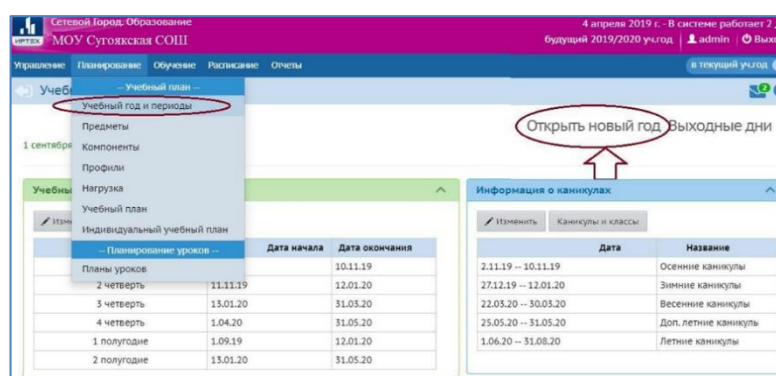 Сетевой Город. Образование
4 апреля 2019 г. - В системе работает 2
ИРТЕХ МОУ Сугоякская СОШ
будущий 2019/2020 уч.год admin
Управление Планирование Обучение Расписание Отчеты
в текущий уч.год
-- Учебный план --
Учебный год и периоды
Предметы
Компоненты
Профили
Нагрузка
Учебный план
Индивидуальный учебный план
-- Планирование уроков --
Планы уроков
Открыть новый год Выходные дни
Информация о каникулах
Изменить Каникулы и классы
Дата начала Дата окончания
10.11.19
2 четверть 11.11.19 12.01.20
3 четверть 13.01.20 31.03.20
4 четверть 1.04.20 31.05.20
1 полугодие 1.09.19 12.01.20
2 полугодие 13.01.20 31.05.20
Дата Название
2.11.19 -- 10.11.19 Осенние каникулы
27.12.19 -- 12.01.20 Зимние каникулы
22.03.20 -- 30.03.20 Весенние каникулы
25.05.20 -- 31.05.20 Доп. летние каникулы
1.06.20 -- 31.08.20 Летние каникулы